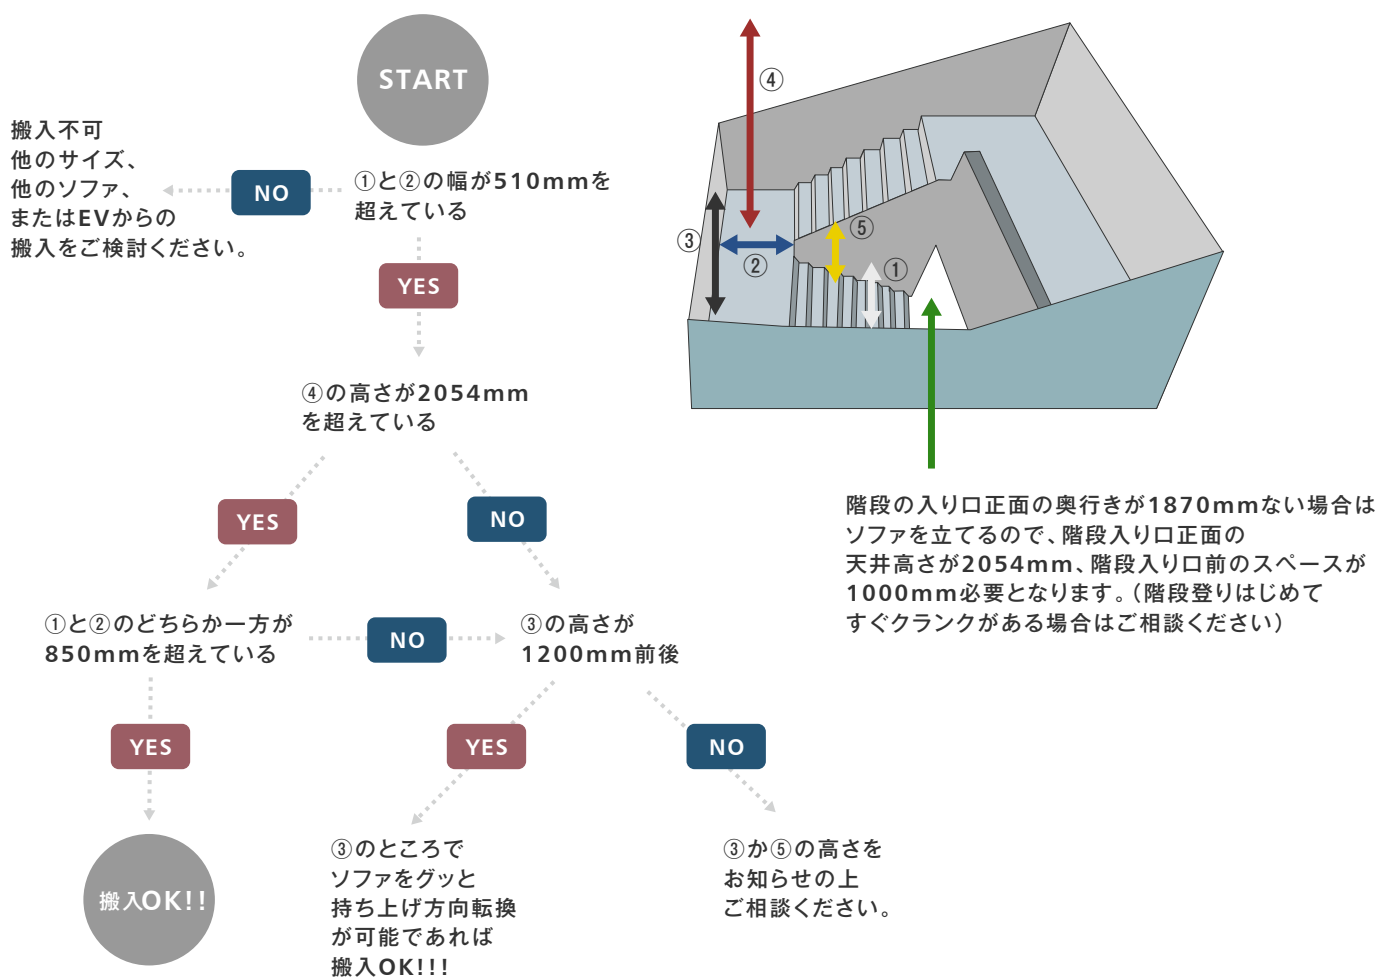 START
搬入不可
他のサイズ、
他のソファ、
またはEVからの
搬入をご検討ください。
NO
①と②の幅が510mmを
超えている
YES
④の高さが2054mm
を超えている
YES
NO
①と②のどちらか一方が
850mmを超えている
NO
③の高さが
1200mm前後
YES
YES
NO
搬入OK!!
③のところで
ソファをグッと
持ち上げ方向転換
が可能であれば
搬入OK!!!
③か⑤の高さを
お知らせの上
ご相談ください。
④
③
②
⑤
①
階段の入り口正面の奥行きが1870mmない場合は
ソファを立てるので、階段入り口正面の
天井高さが2054mm、階段入り口前のスペースが
1000mm必要となります。（階段登りはじめて
すぐクランクがある場合はご相談ください）